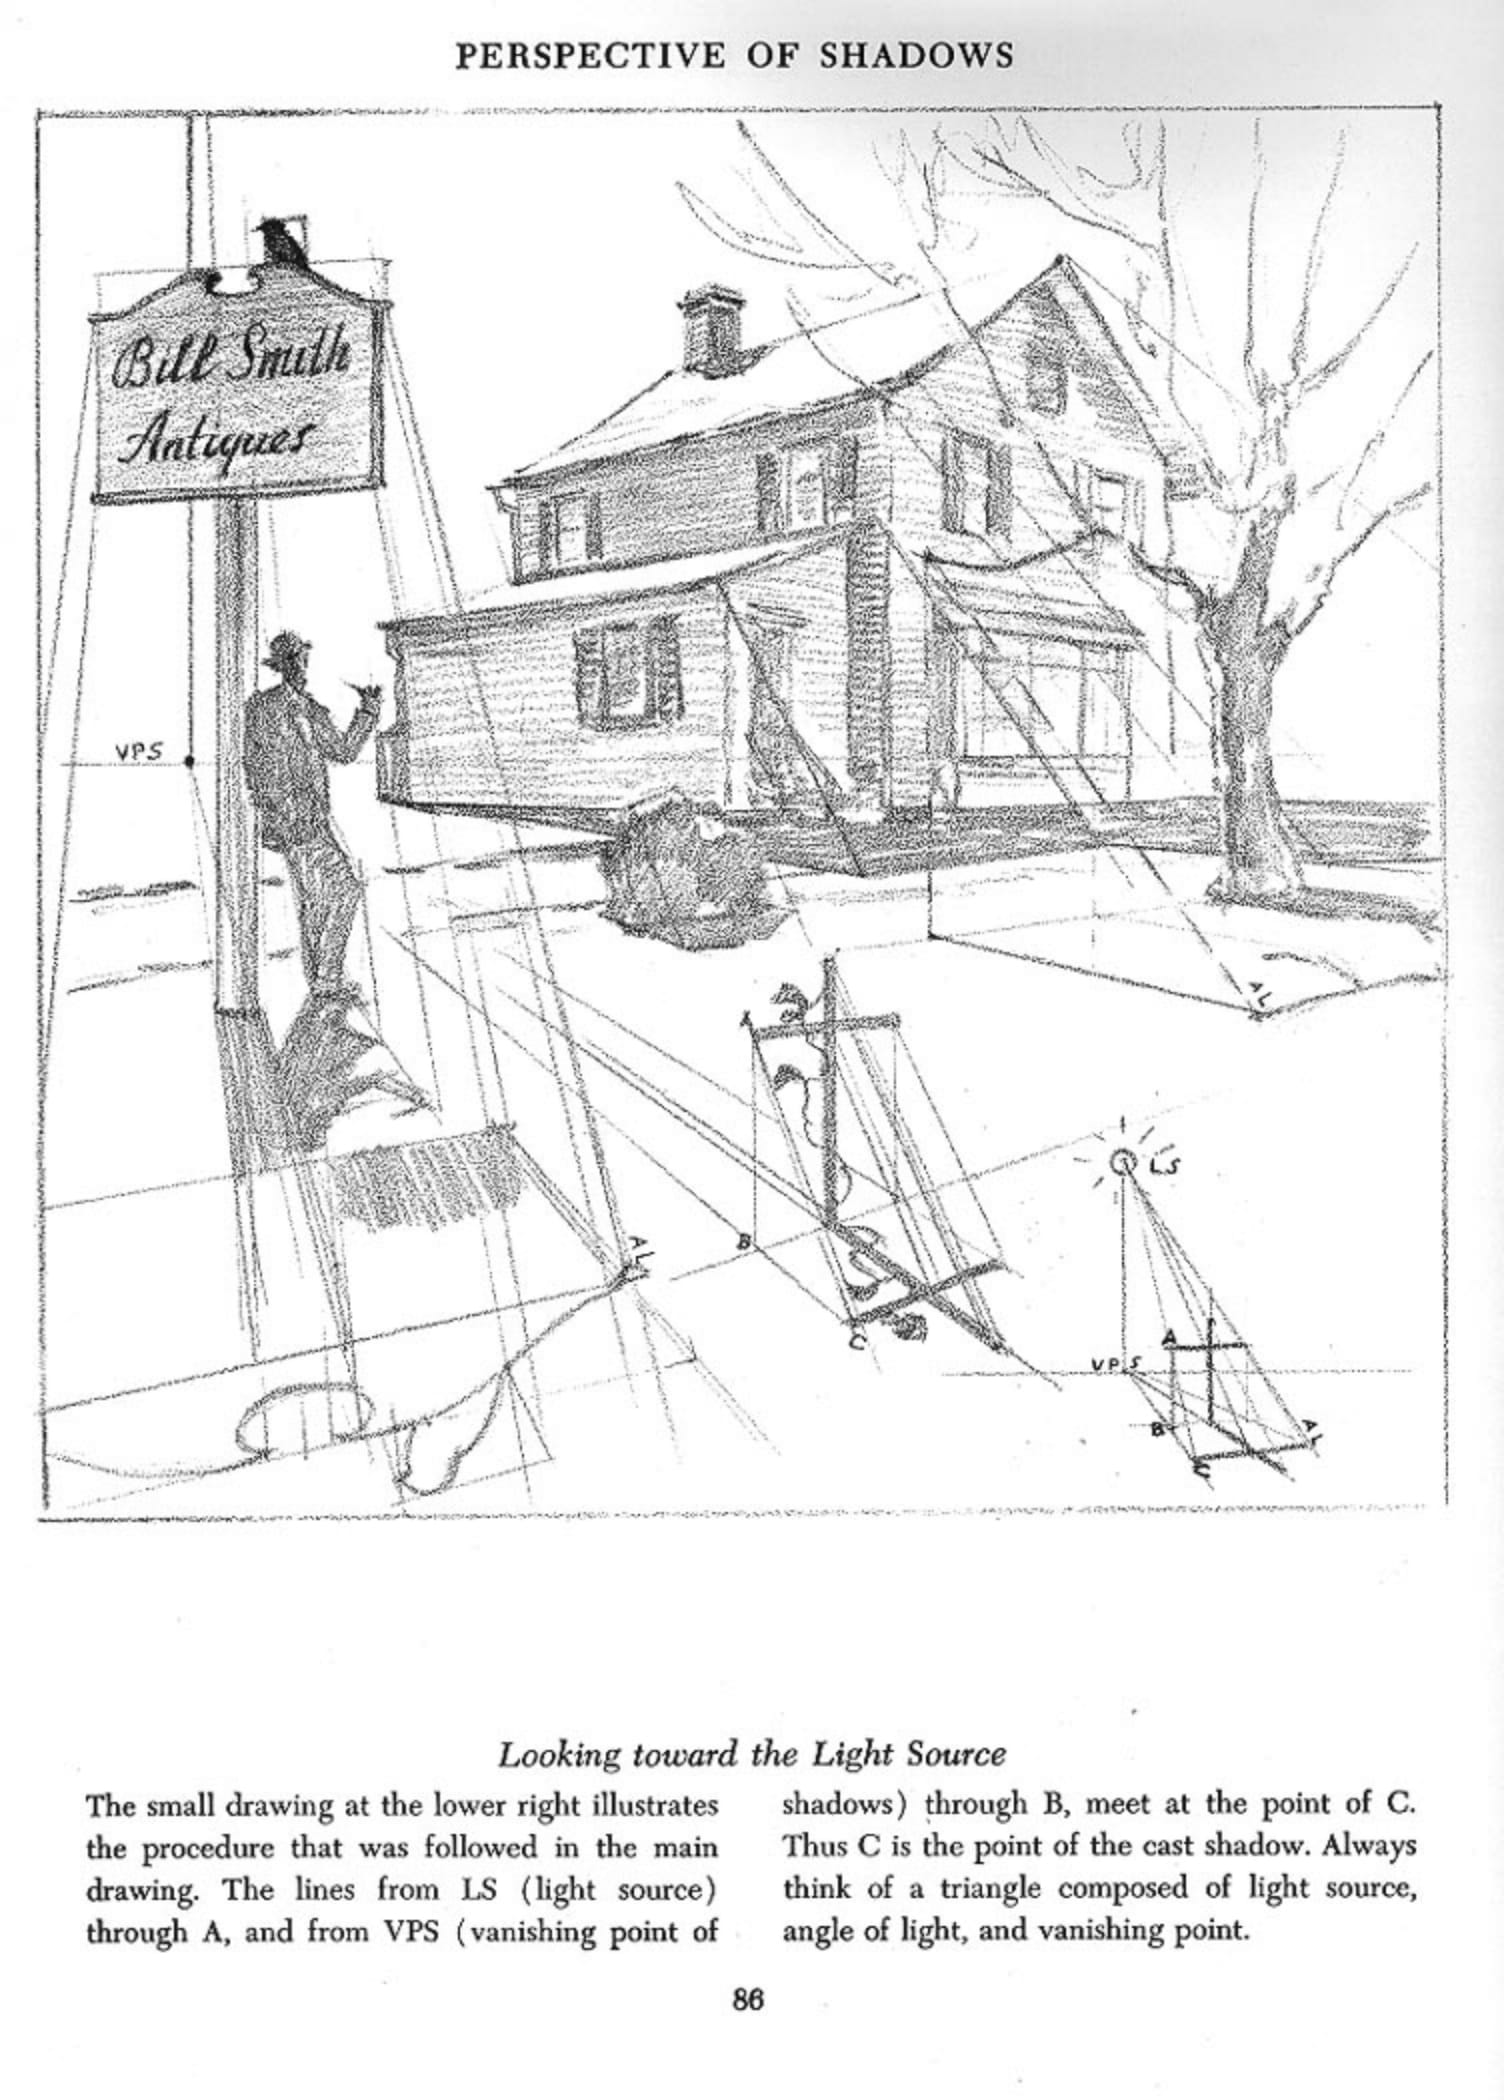 PERSPECTIVE OF SHADOWS
Bill Smith
Antiques
VPS
AL
A
B
C
AL
LS
VPS
A
B
C
AL
Looking toward the Light Source
The small drawing at the lower right illustrates
the procedure that was followed in the main
drawing. The lines from LS (light source)
through A, and from VPS (vanishing point of
shadows) through B, meet at the point of C.
Thus C is the point of the cast shadow. Always
think of a triangle composed of light source,
angle of light, and vanishing point.
86